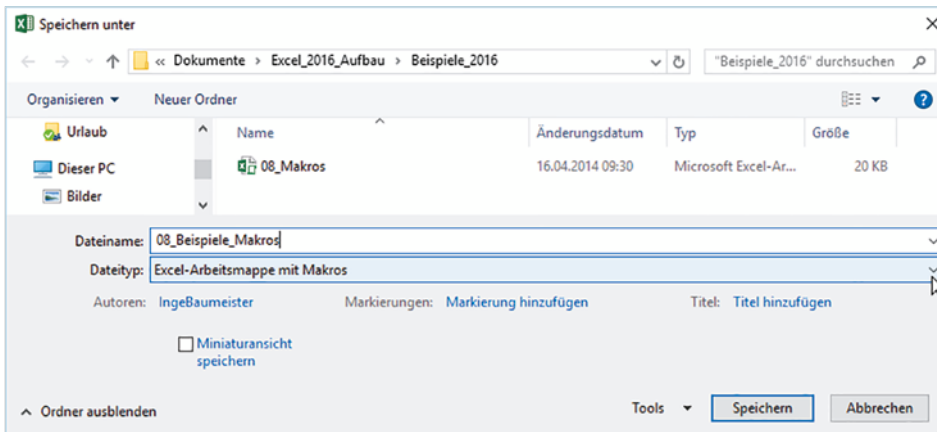 Speichern unter
« Dokumente > Excel_2016_Aufbau > Beispiele_2016
"Beispiele_2016" durchsuchen
Organisieren Neuer Ordner
Urlaub
Dieser PC
Bilder
Name Änderungsdatum Typ Größe
08_Makros 16.04.2014 09:30 Microsoft Excel-Ar... 20 KB
Dateiname: 08_Beispiele_Makros
Dateityp: Excel-Arbeitsmappe mit Makros
Autoren: IngeBaumeister Markierungen: Markierung hinzufügen Titel: Titel hinzufügen
Miniaturansicht
speichern
Ordner ausblenden Tools Speichern Abbrechen